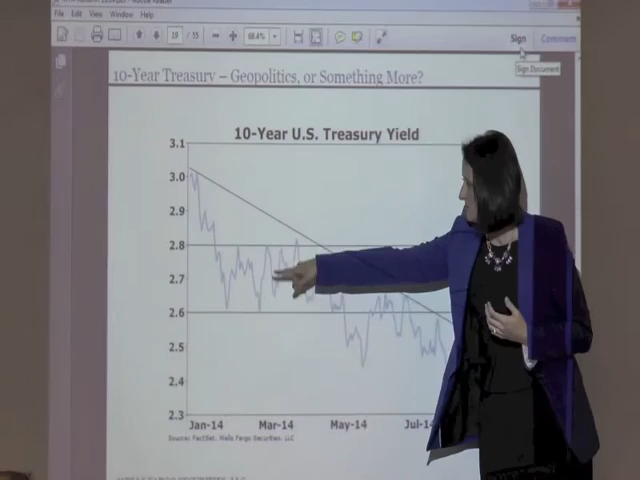 File Edit View Window Help
19 / 55
68.4%
Sign
Comment
Sign Document
10-Year Treasury – Geopolitics, or Something More?
10-Year U.S. Treasury Yield
3.1
3.0
2.9
2.8
2.7
2.6
2.5
2.4
2.3
Jan-14 Mar-14 May-14 Jul-14
Source: FactSet, Wells Fargo Securities, LLC